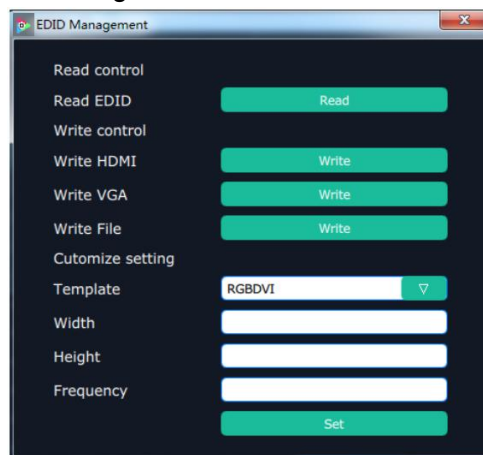 EDID Management
Read control
Read EDID Read
Write control
Write HDMI Write
Write VGA Write
Write File Write
Cutomize setting
Template RGBDVI
Width
Height
Frequency
Set